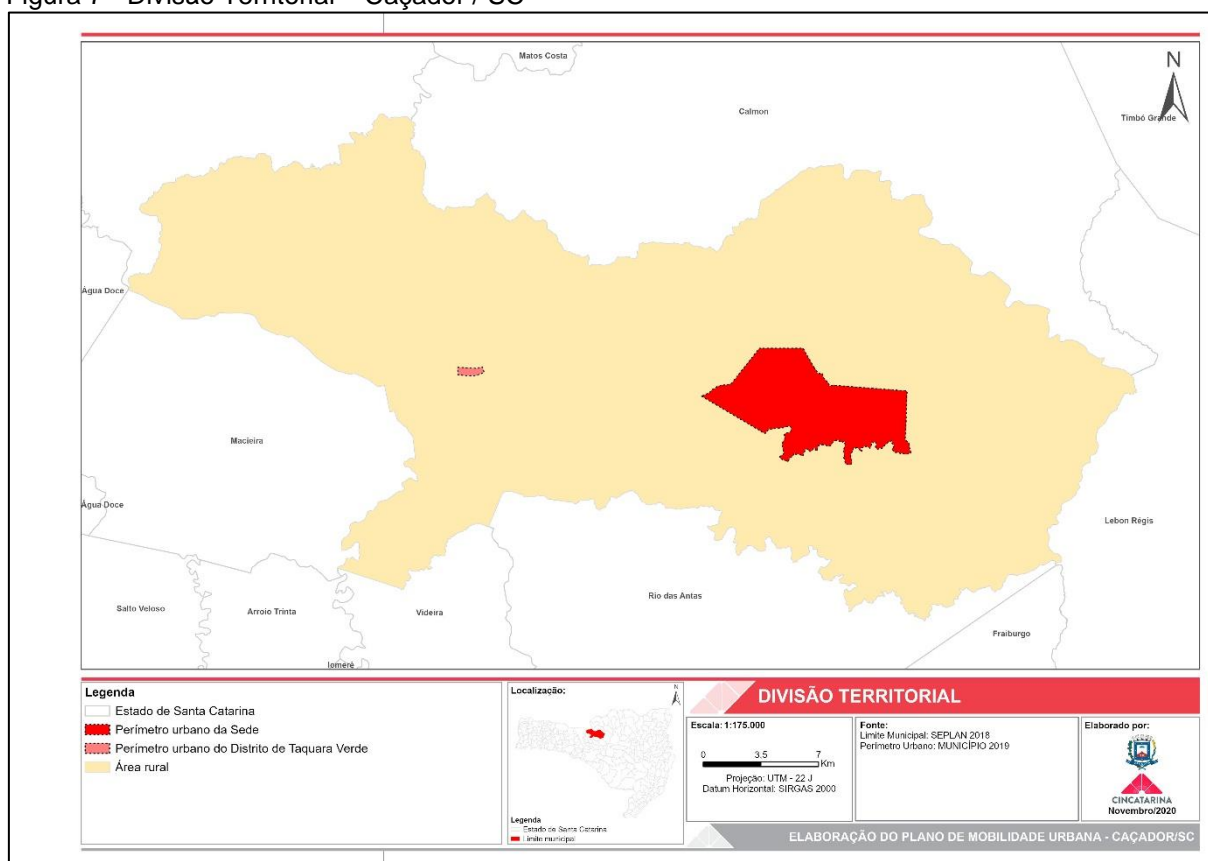 Figura 7 - Divisão Territorial – Caçador / SC
Matos Costa
N
Calmon
Timbó Grande
Água Doce
Macieira
Água Doce
Lebon Régis
Salto Veloso
Arroio Trinta
Videira
Rio das Antas
Fraiburgo
Iomerê
Legenda
Estado de Santa Catarina
Perímetro urbano da Sede
Perímetro urbano do Distrito de Taquara Verde
Área rural
Localização:
N
Legenda
Estado de Santa Catarina
Limite municipal
DIVISÃO TERRITORIAL
Escala: 1:175.000
0 3.5 7
Km
Projeção: UTM - 22 J
Datum Horizontal: SIRGAS 2000
Fonte:
Limite Municipal: SEPLAN 2018
Perímetro Urbano: MUNICÍPIO 2019
Elaborado por:
CINCATARINA
Novembro/2020
ELABORAÇÃO DO PLANO DE MOBILIDADE URBANA - CAÇADOR/SC